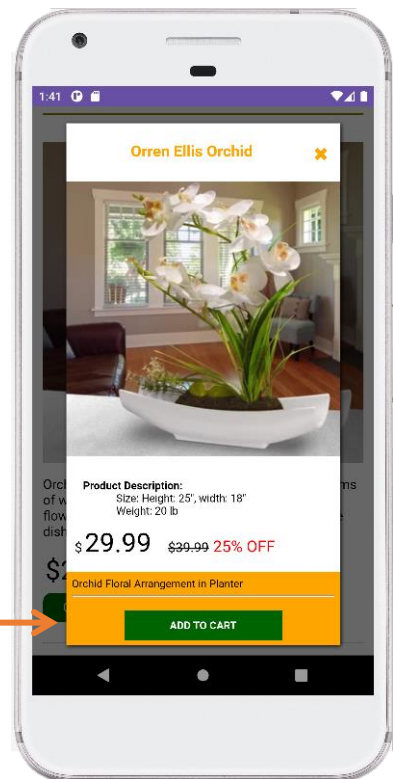 1:41
Orren Ellis Orchid
Product Description:
Size: Height: 25", width: 18"
Weight: 20 lb
$ 29.99 $39.99 25% OFF
Orchid Floral Arrangement in Planter
ADD TO CART